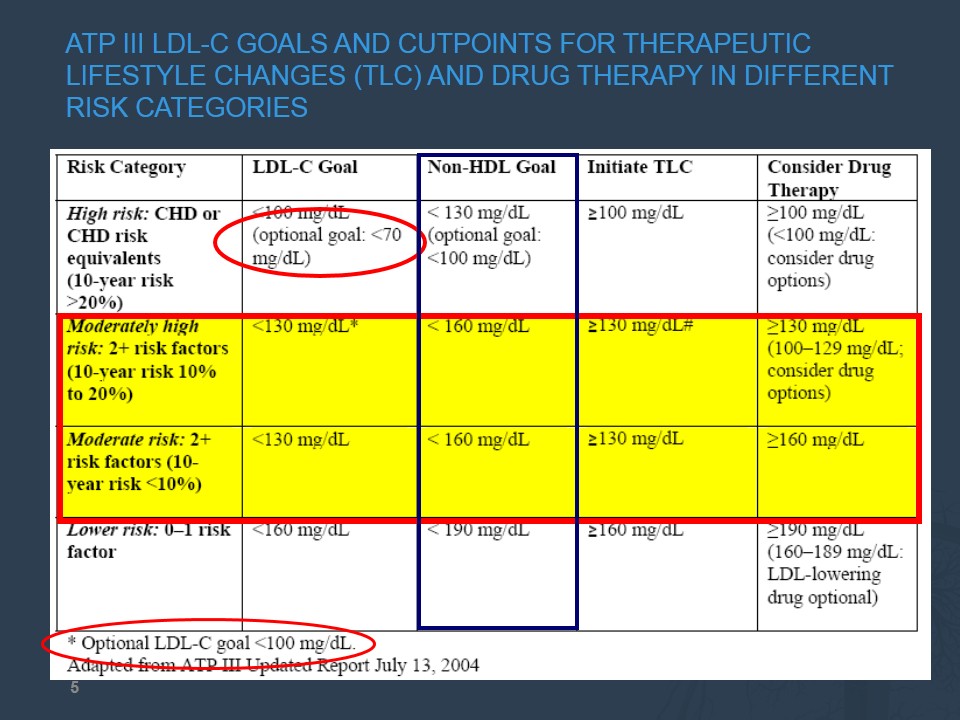 ATP III LDL-C GOALS AND CUTPOINTS FOR THERAPEUTIC
LIFESTYLE CHANGES (TLC) AND DRUG THERAPY IN DIFFERENT
RISK CATEGORIES
Risk Category
LDL-C Goal
Non-HDL Goal
Initiate TLC
Consider Drug
Therapy
High risk: CHD or
CHD risk
equivalents
(10-year risk
>20%)
<100 mg/dL
(optional goal: <70
mg/dL)
< 130 mg/dL
(optional goal:
<100 mg/dL)
≥100 mg/dL
≥100 mg/dL
(<100 mg/dL:
consider drug
options)
Moderately high
risk: 2+ risk factors
(10-year risk 10%
to 20%)
<130 mg/dL*
< 160 mg/dL
≥130 mg/dL#
≥130 mg/dL
(100–129 mg/dL;
consider drug
options)
Moderate risk: 2+
risk factors (10-
year risk <10%)
<130 mg/dL
< 160 mg/dL
≥130 mg/dL
≥160 mg/dL
Lower risk: 0–1 risk
factor
<160 mg/dL
< 190 mg/dL
≥160 mg/dL
≥190 mg/dL
(160–189 mg/dL:
LDL-lowering
drug optional)
* Optional LDL-C goal <100 mg/dL.
Adapted from ATP III Updated Report July 13, 2004
5